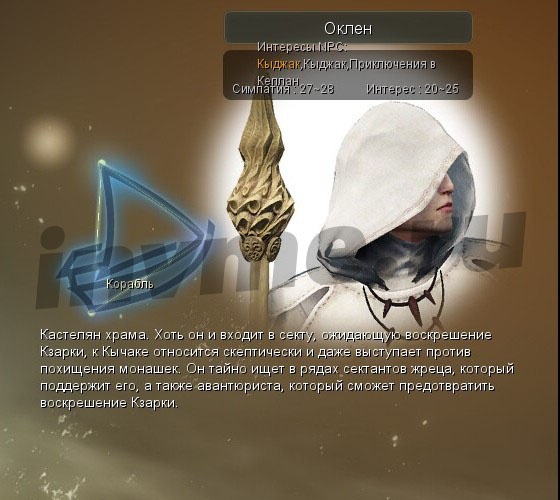 Оклен
Интересы NPC:
Кыджак,Кыджак,Приключения в
Кеплан
Симпатия : 27~28 Интерес : 20~25
Корабль
Кастелян храма. Хоть он и входит в секту, ожидающую воскрешение
Кзарки, к Кычаке относится скептически и даже выступает против
похищения монашек. Он тайно ищет в рядах сектантов жреца, который
поддержит его, а также авантюриста, который сможет предотвратить
воскрешение Кзарки.